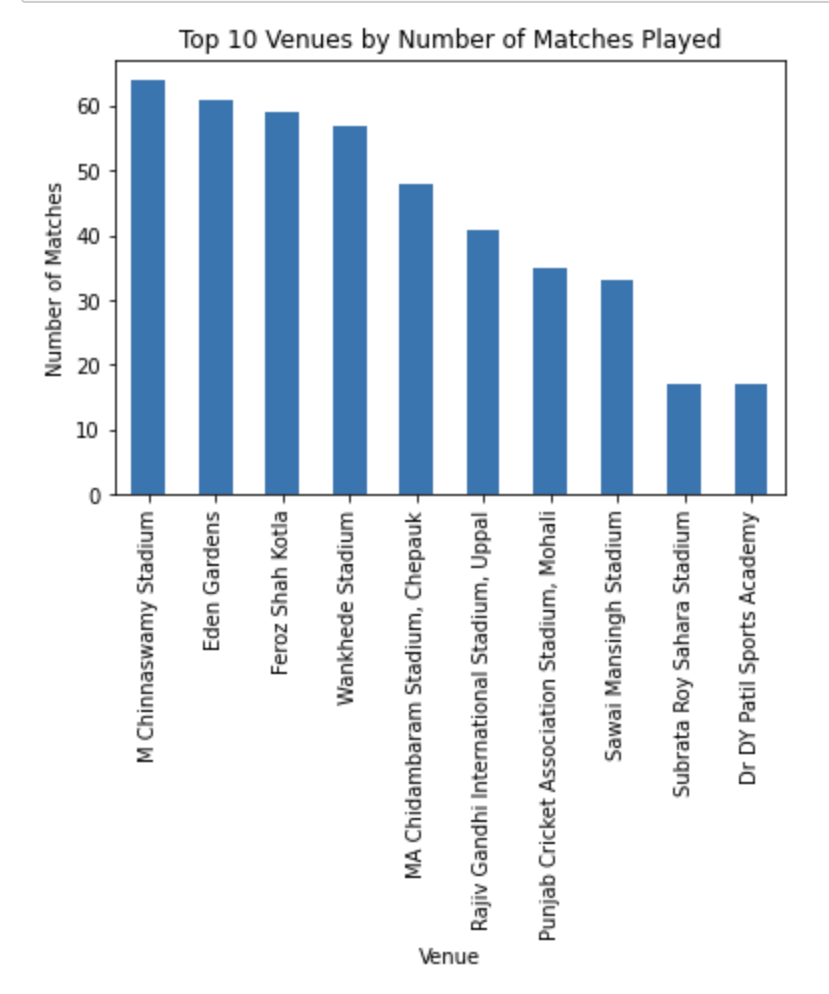 Top 10 Venues by Number of Matches Played
Number of Matches
60
50
40
30
20
10
0
M Chinnaswamy Stadium
Eden Gardens
Feroz Shah Kotla
Wankhede Stadium
MA Chidambaram Stadium, Chepauk
Rajiv Gandhi International Stadium, Uppal
Punjab Cricket Association Stadium, Mohali
Sawai Mansingh Stadium
Subrata Roy Sahara Stadium
Dr DY Patil Sports Academy
Venue